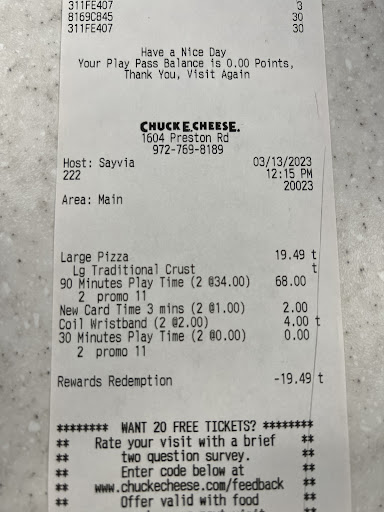 311FE407 3
8169C845 30
311FE407 30
Have a Nice Day
Your Play Pass Balance is 0.00 Points,
Thank You, Visit Again
CHUCK E. CHEESE.
1604 Preston Rd
972-769-8189
Host: Sayvia 03/13/2023
222 12:15 PM
20023
Area: Main
Large Pizza 19.49 t
Lg Traditional Crust t
90 Minutes Play Time (2 @34.00) 68.00
2 promo 11
New Card Time 3 mins (2 @1.00) 2.00
Coil Wristband (2 @2.00) 4.00 t
30 Minutes Play Time (2 @0.00) 0.00
2 promo 11
Rewards Redemption -19.49 t
******** WANT 20 FREE TICKETS? ********
** Rate your visit with a brief **
** two question survey. **
** Enter code below at **
** www.chuckecheese.com/feedback **
** Offer valid with food **